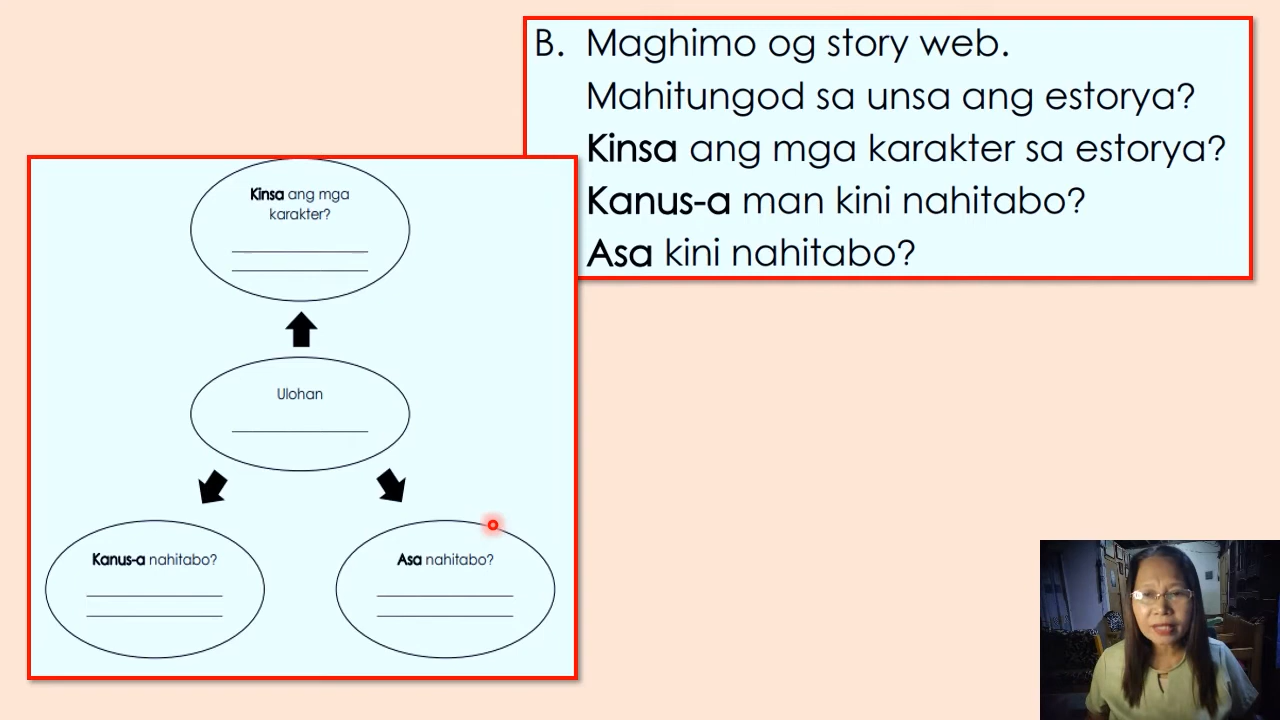 B. Maghimo og story web.
Mahitungod sa unsa ang estorya?
Kinsa ang mga karakter sa estorya?
Kanus-a man kini nahitabo?
Asa kini nahitabo?
Kinsa ang mga
karakter?
Ulohan
Kanus-a nahitabo?
Asa nahitabo?